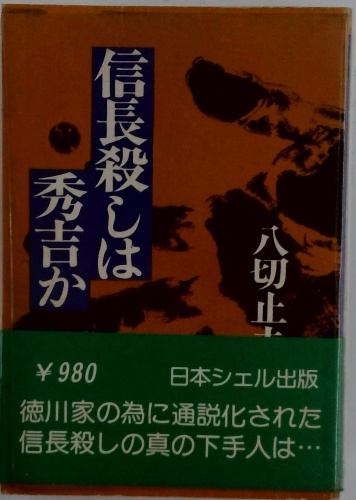 信長殺しは
秀吉か
八切止
¥980
日本シェル出版
徳川家の為に通説化された
信長殺しの真の下手人は…